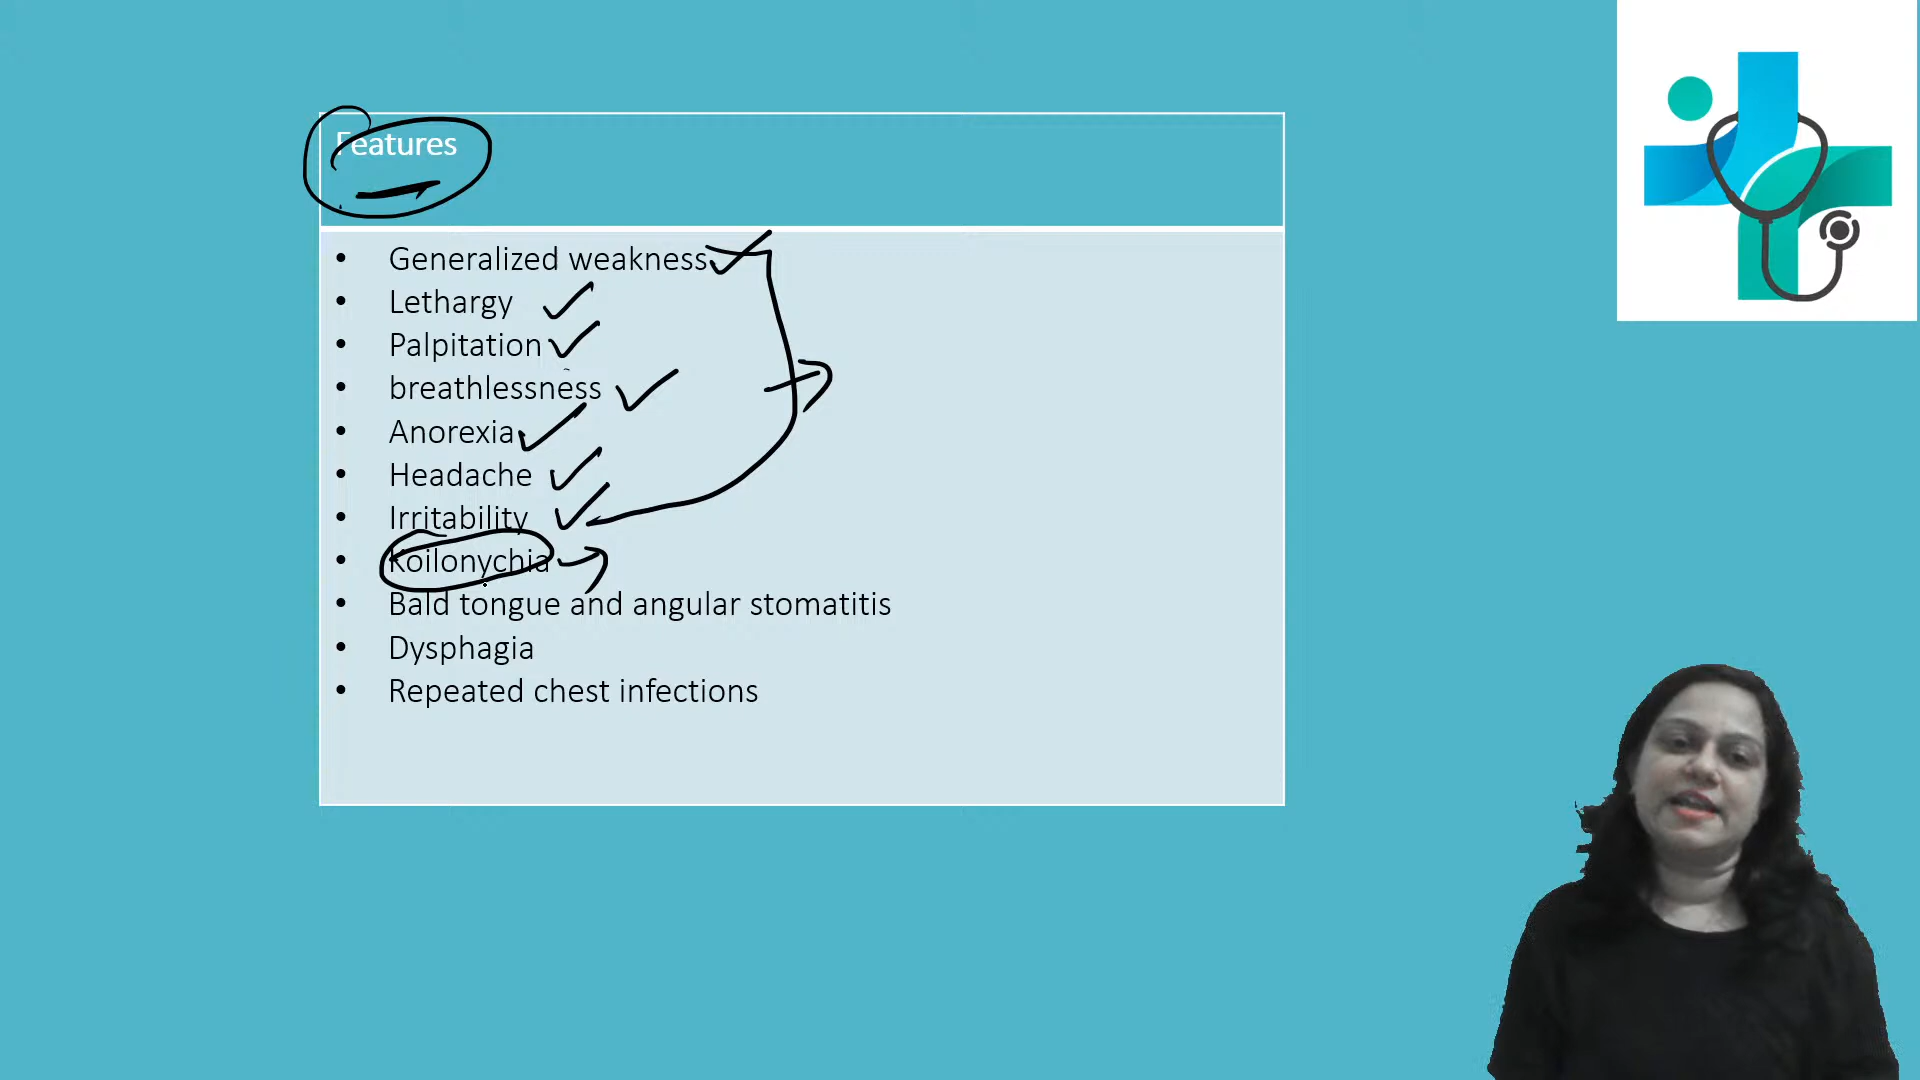 Features
• Generalized weakness
• Lethargy
• Palpitation
• breathlessness
• Anorexia
• Headache
• Irritability
• Koilonychia
• Bald tongue and angular stomatitis
• Dysphagia
• Repeated chest infections